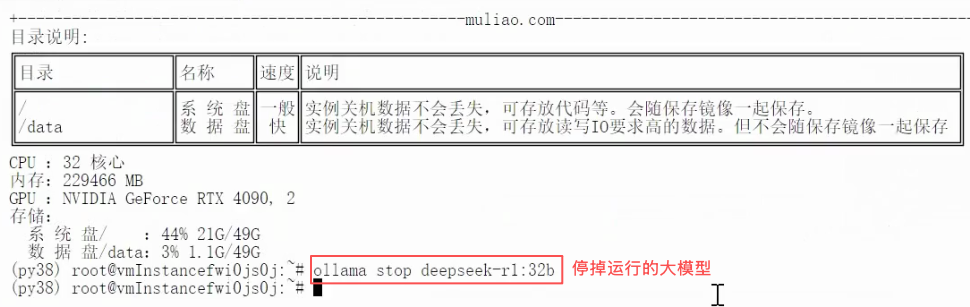 muliao.com
目录说明:
目录 名称 速度 说明
/ 系 统 盘 一般 实例关机数据不会丢失，可存放代码等。会随保存镜像一起保存。
/data 数 据 盘 快 实例关机数据不会丢失，可存放读写IO要求高的数据。但不会随保存镜像一起保存
CPU : 32 核心
内存: 229466 MB
GPU : NVIDIA GeForce RTX 4090, 2
存储:
系 统 盘/ : 44% 21G/49G
数 据 盘/data: 3% 1.1G/49G
(py38) root@vmInstancefwi0js0j:~# ollama stop deepseek-r1:32b 停掉运行的大模型
(py38) root@vmInstancefwi0js0j:~#